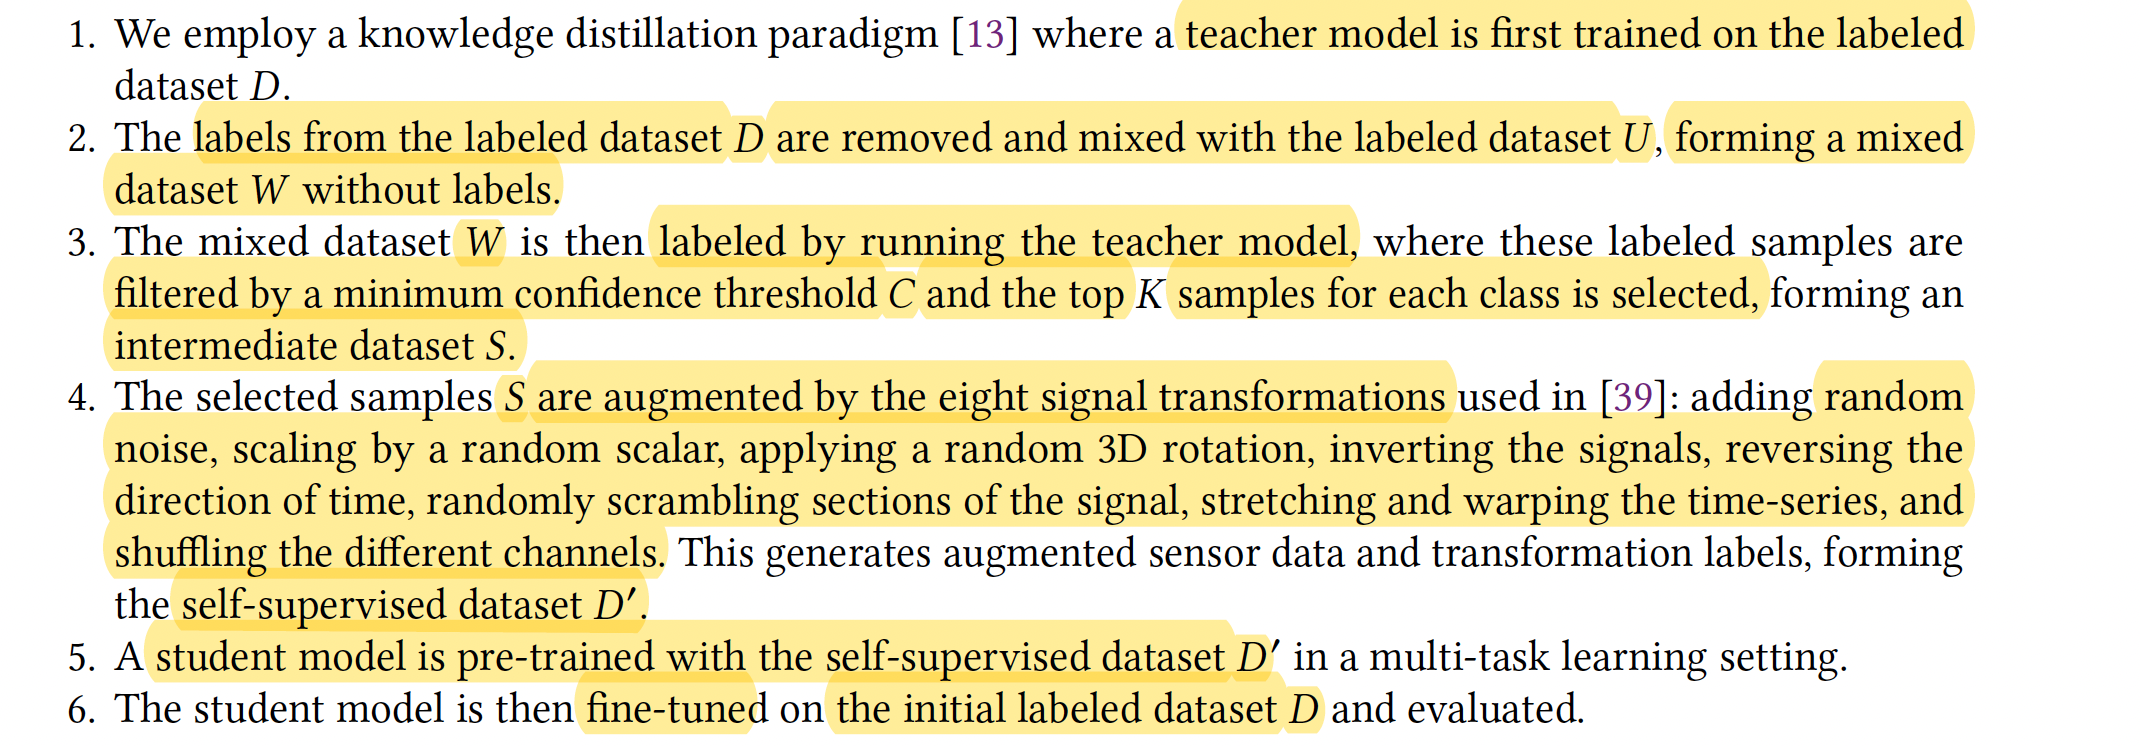 1. We employ a knowledge distillation paradigm [13] where a teacher model is first trained on the labeled
dataset D.
2. The labels from the labeled dataset D are removed and mixed with the labeled dataset U, forming a mixed
dataset W without labels.
3. The mixed dataset W is then labeled by running the teacher model, where these labeled samples are
filtered by a minimum confidence threshold C and the top K samples for each class is selected, forming an
intermediate dataset S.
4. The selected samples S are augmented by the eight signal transformations used in [39]: adding random
noise, scaling by a random scalar, applying a random 3D rotation, inverting the signals, reversing the
direction of time, randomly scrambling sections of the signal, stretching and warping the time-series, and
shuffling the different channels. This generates augmented sensor data and transformation labels, forming
the self-supervised dataset D′.
5. A student model is pre-trained with the self-supervised dataset D′ in a multi-task learning setting.
6. The student model is then fine-tuned on the initial labeled dataset D and evaluated.